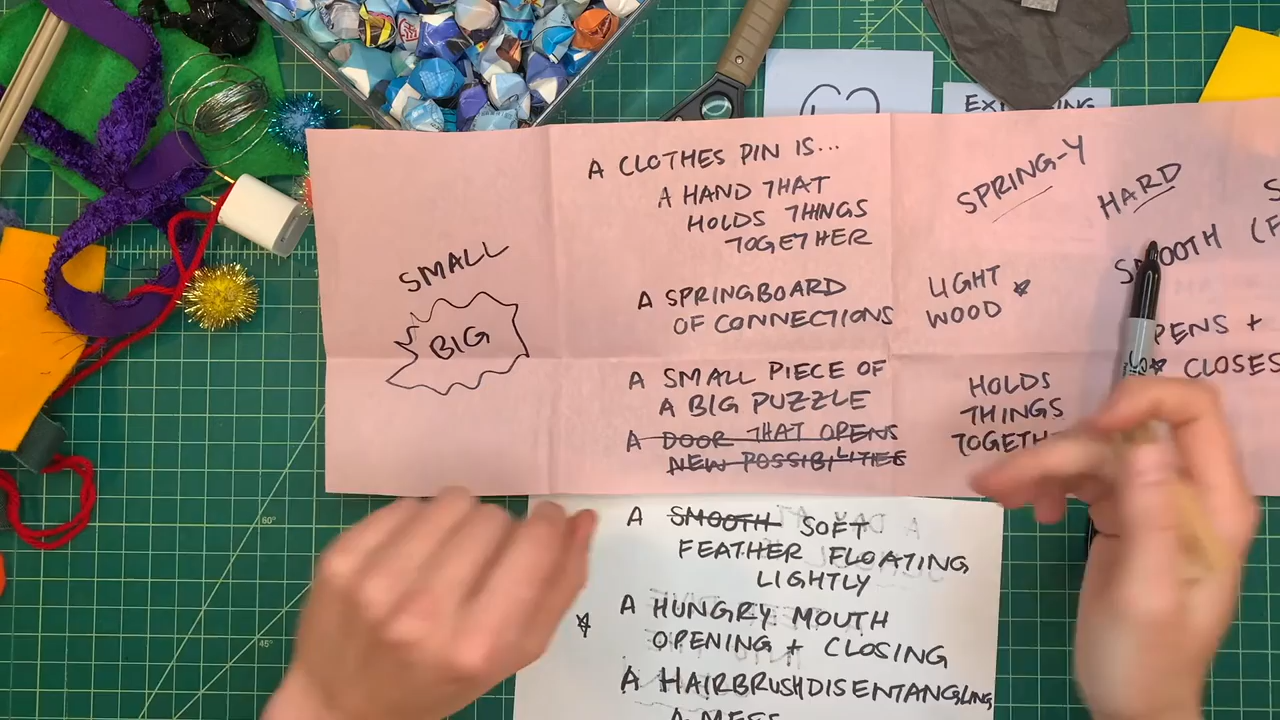 SMALL
BIG
A CLOTHES PIN IS...
A HAND THAT
HOLDS THINGS
TOGETHER
A SPRINGBOARD
OF CONNECTIONS
A SMALL PIECE OF
A BIG PUZZLE
A DOOR THAT OPENS
NEW POSSIBILITIES
SPRING-Y
HARD
LIGHT
WOOD
HOLDS
THINGS
CLOSES
A SMOOTH SOFT
FEATHER FLOATING
LIGHTLY
A HUNGRY MOUTH
OPENING + CLOSING
A HAIRBRUSH DISENTANGLING
A MESS